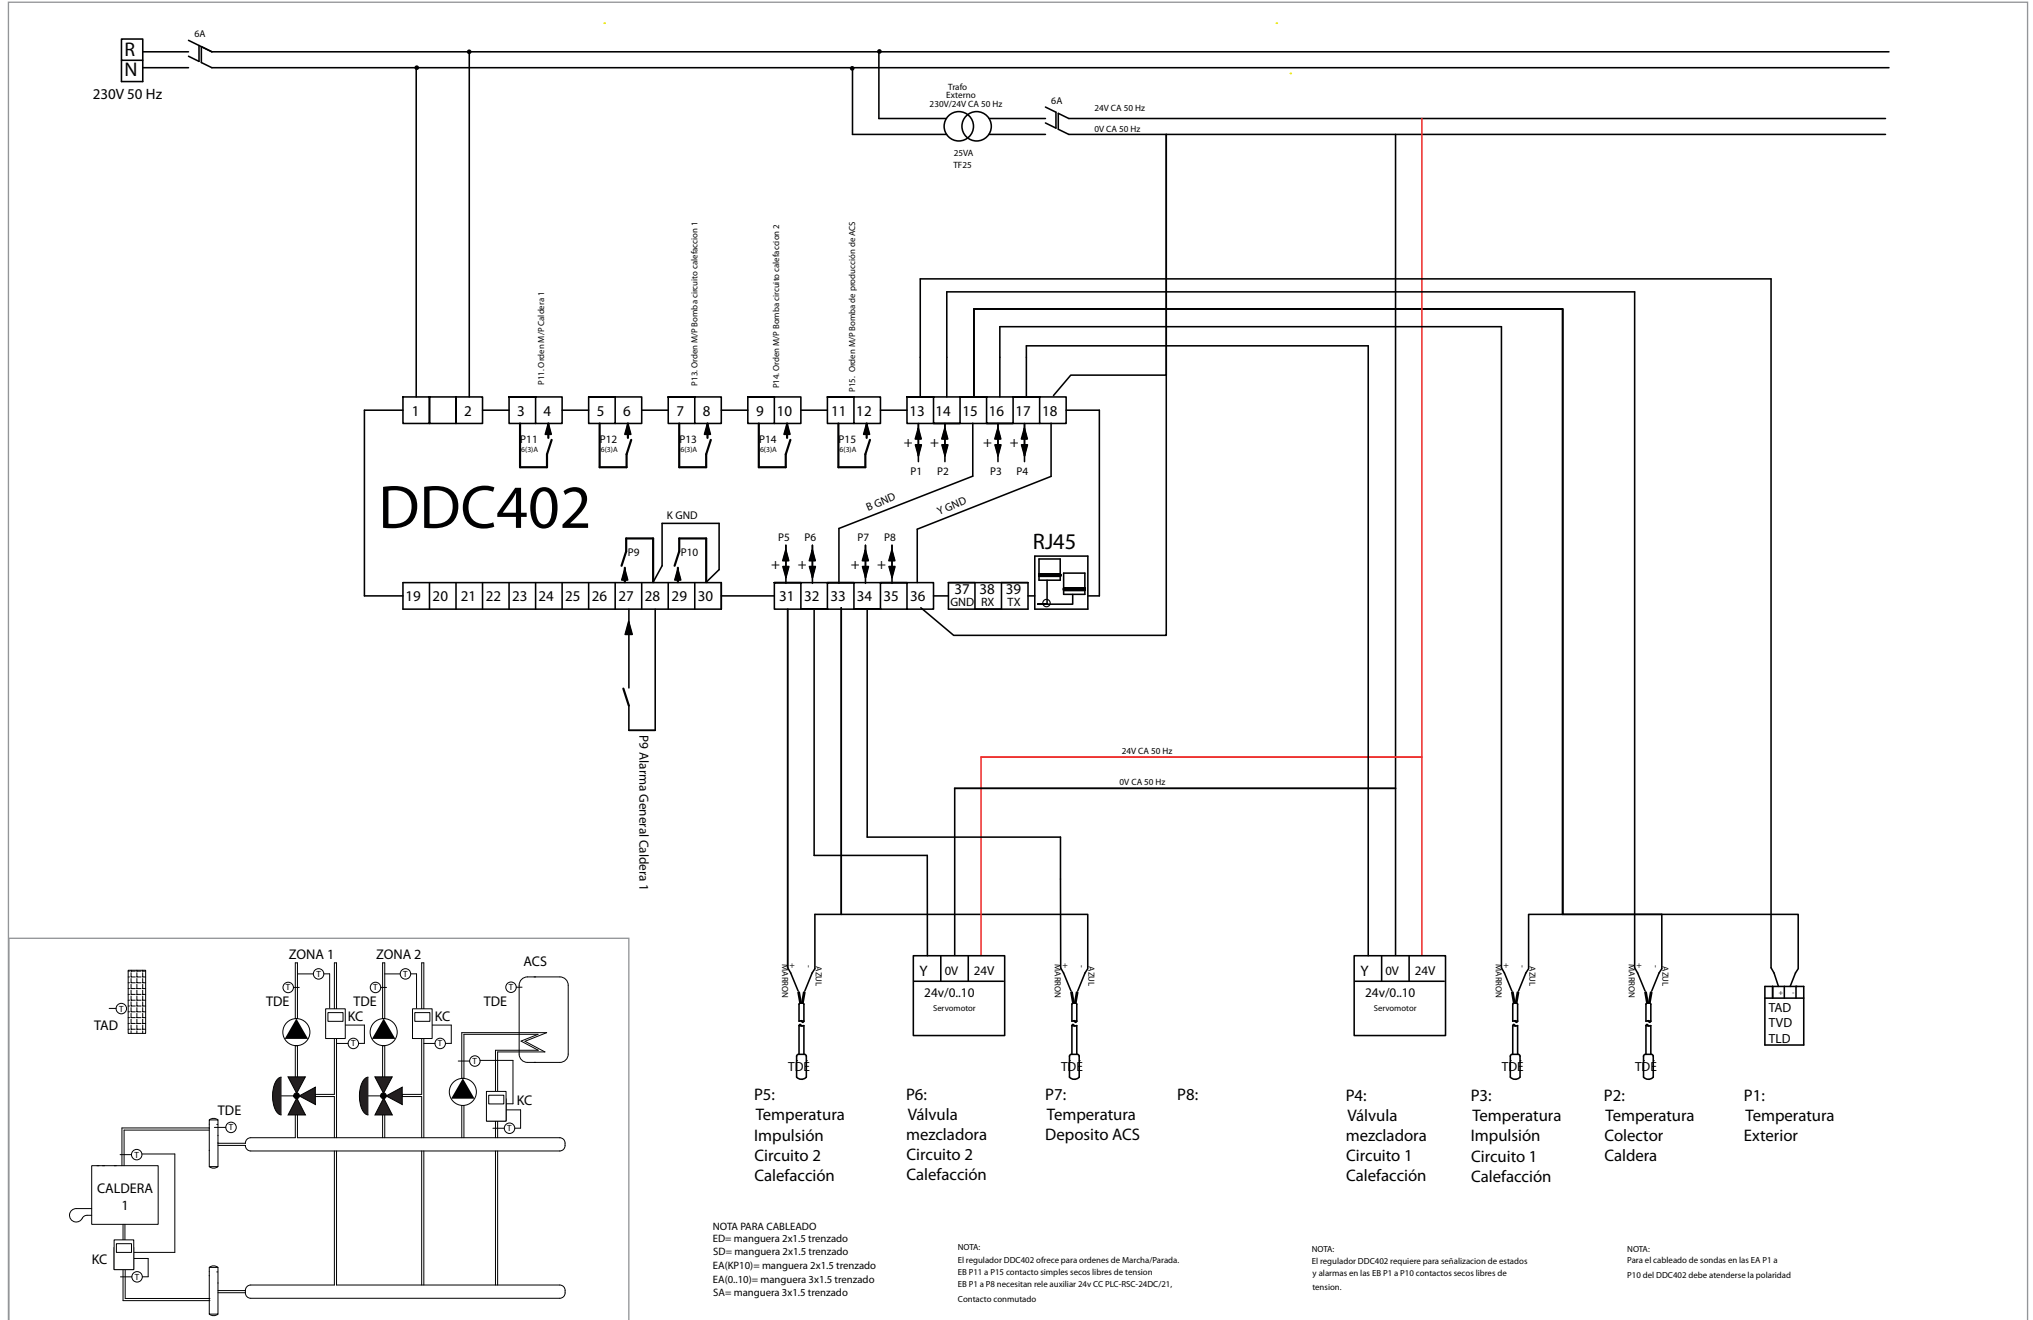 R
N
230V 50 Hz
6A
Trafo
Externo
230V/24V CA 50 Hz
25VA
TF25
6A
24V CA 50 Hz
0V CA 50 Hz
P11. Orden M/P Caldera 1
P13. Orden M/P Bomba circuito calefaccion 1
P14. Orden M/P Bomba circuito calefaccion 2
P15. Orden M/P Bomba de producción de ACS
1 2 3 4 5 6 7 8 9 10 11 12 13 14 15 16 17 18
P11
6(3)A
P12
6(3)A
P13
6(3)A
P14
6(3)A
P15
6(3)A
+ + + +
P1 P2 P3 P4
DDC402
B GND
Y GND
K GND
P9
P10
P5 P6 P7 P8
+ + + +
RJ45
19 20 21 22 23 24 25 26 27 28 29 30 31 32 33 34 35 36
37 38 39
GND RX TX
P9 Alarma General Caldera 1
24V CA 50 Hz
0V CA 50 Hz
MARRON + - AZUL
TDE
Y 0V 24V
24v/0..10
Servomotor
MARRON + - AZUL
TDE
Y 0V 24V
24v/0..10
Servomotor
MARRON + - AZUL
TDE
MARRON + - AZUL
TDE
+ -
TAD
TVD
TLD
P5:
Temperatura
Impulsión
Circuito 2
Calefacción
P6:
Válvula
mezcladora
Circuito 2
Calefacción
P7:
Temperatura
Deposito ACS
P8:
P4:
Válvula
mezcladora
Circuito 1
Calefacción
P3:
Temperatura
Impulsión
Circuito 1
Calefacción
P2:
Temperatura
Colector
Caldera
P1:
Temperatura
Exterior
ZONA 1
ZONA 2
ACS
T
T
T
T
T
TDE
TDE
TDE
T
TAD
KC
KC
T
T
T
KC
T
TDE
T
T
CALDERA
1
KC
T
NOTA PARA CABLEADO
ED= manguera 2x1.5 trenzado
SD= manguera 2x1.5 trenzado
EA(KP10)= manguera 2x1.5 trenzado
EA(0..10)= manguera 3x1.5 trenzado
SA= manguera 3x1.5 trenzado
NOTA:
El regulador DDC402 ofrece para ordenes de Marcha/Parada.
EB P11 a P15 contacto simples secos libres de tension
EB P1 a P8 necesitan rele auxiliar 24v CC PLC-RSC-24DC/21,
Contacto conmutado
NOTA:
El regulador DDC402 requiere para señalizacion de estados
y alarmas en las EB P1 a P10 contactos secos libres de
tension.
NOTA:
Para el cableado de sondas en las EA P1 a
P10 del DDC402 debe atenderse la polaridad